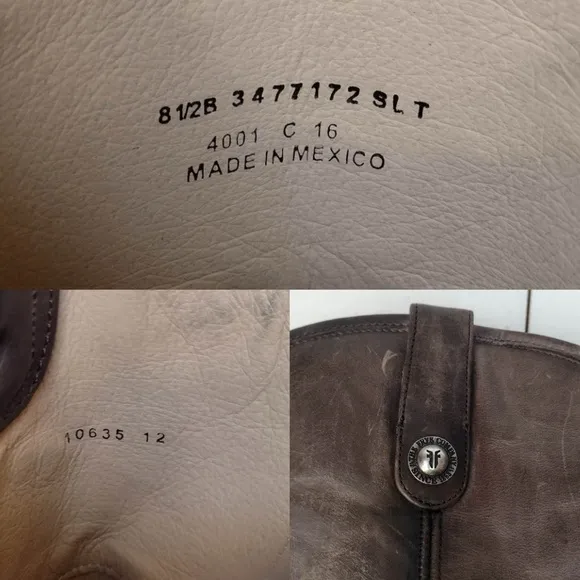 8 1/2B 3477172 SLT
4001 C 16
MADE IN MEXICO
10635 12